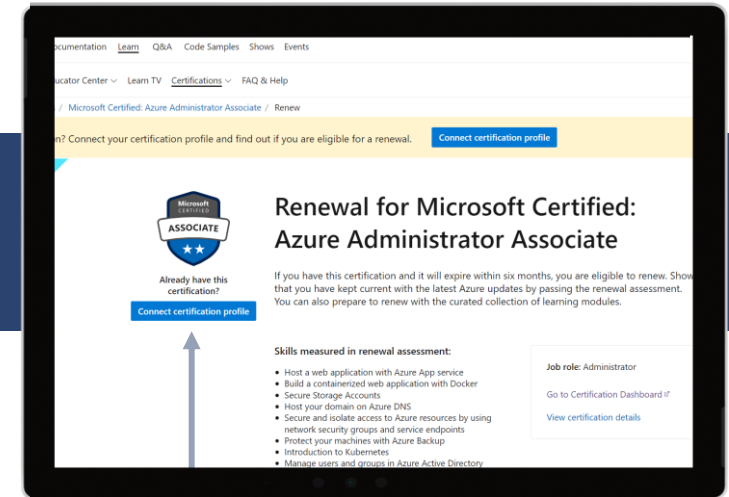 Learn Q&A Code Samples Shows Events
Center Learn TV Certifications FAQ & Help
/ Microsoft Certified: Azure Administrator Associate / Renew
? Connect your certification profile and find out if you are eligible for a renewal. Connect certification profile
Microsoft
CERTIFIED
ASSOCIATE
Already have this
certification?
Connect certification profile
Renewal for Microsoft Certified:
Azure Administrator Associate
If you have this certification and it will expire within six months, you are eligible to renew. Show
that you have kept current with the latest Azure updates by passing the renewal assessment.
You can also prepare to renew with the curated collection of learning modules.
Skills measured in renewal assessment:
• Host a web application with Azure App service
• Build a containerized web application with Docker
• Secure Storage Accounts
• Host your domain on Azure DNS
• Secure and isolate access to Azure resources by using
network security groups and service endpoints
• Protect your machines with Azure Backup
• Introduction to Kubernetes
• Manage users and groups in Azure Active Directory
Job role: Administrator
Go to Certification Dashboard
View certification details